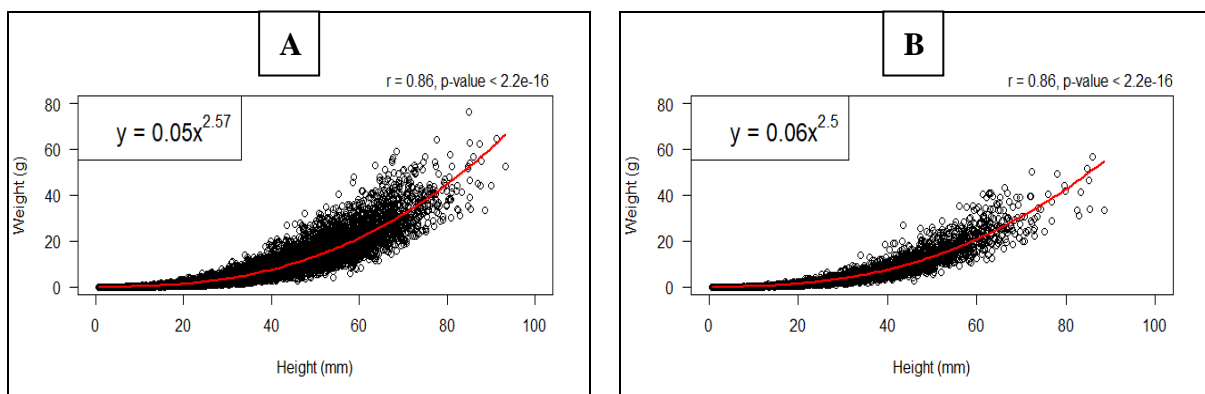 A
r = 0.86, p-value < 2.2e-16
y = 0.05x^2.57
Weight (g)
80
60
40
20
0
0 20 40 60 80 100
Height (mm)
B
r = 0.86, p-value < 2.2e-16
y = 0.06x^2.5
Weight (g)
80
60
40
20
0
0 20 40 60 80 100
Height (mm)